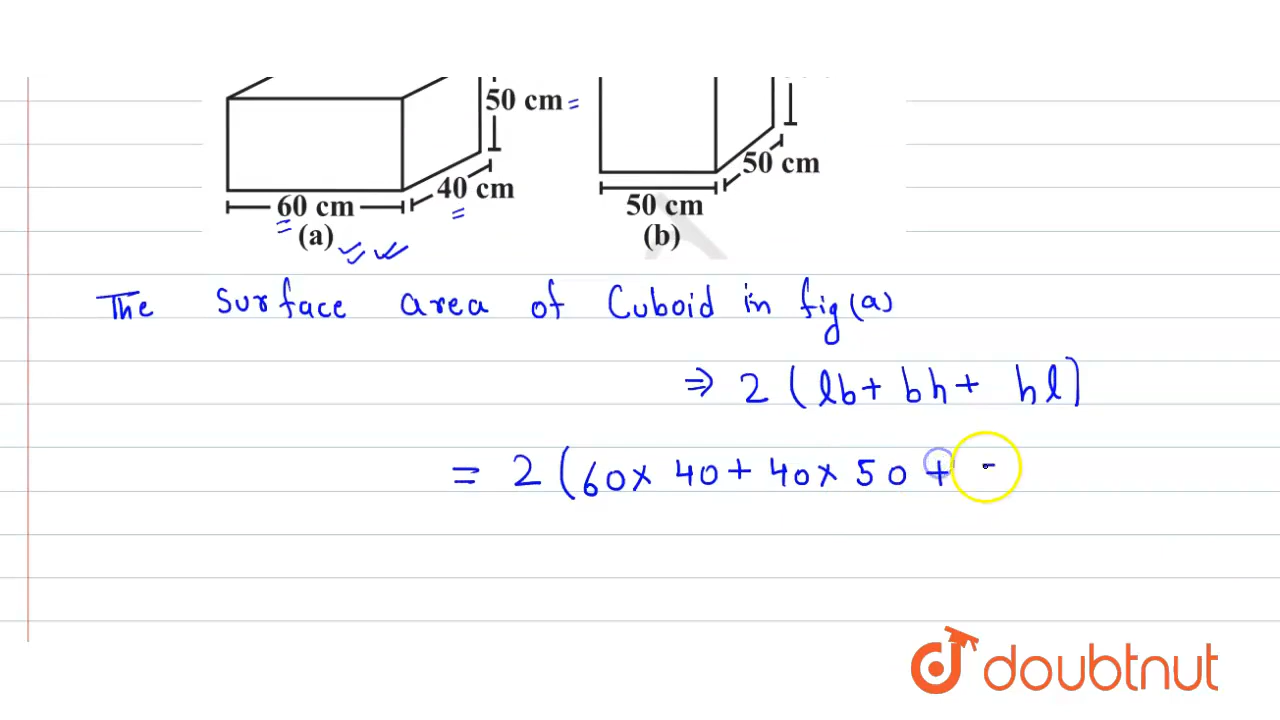 50 cm =
50 cm
40 cm
=
60 cm
=
50 cm
(a)
(b)
The surface area of Cuboid in fig (a)
⇒ 2 (lb + bh + hl)
= 2 (60 × 40 + 40 × 50 +
doubtnut